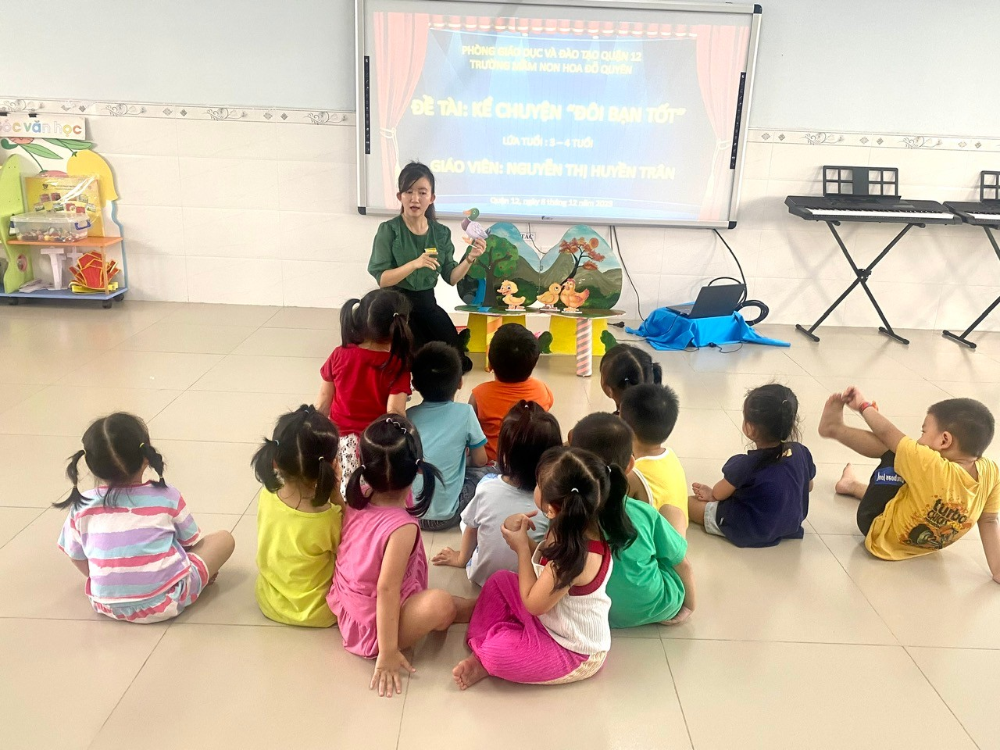 PHÒNG GIÁO DỤC VÀ ĐÀO TẠO QUẬN 12
TRƯỜNG MẦM NON HOA ĐỖ QUYÊN
ĐỀ TÀI: KỂ CHUYỆN "ĐÔI BẠN TỐT"
LỨA TUỔI : 3 – 4 TUỔI
GIÁO VIÊN: NGUYỄN THỊ HUYỀN TRÂN
Quận 12, ngày 6 tháng 12 năm 2023
góc văn học
TÁC
turbo